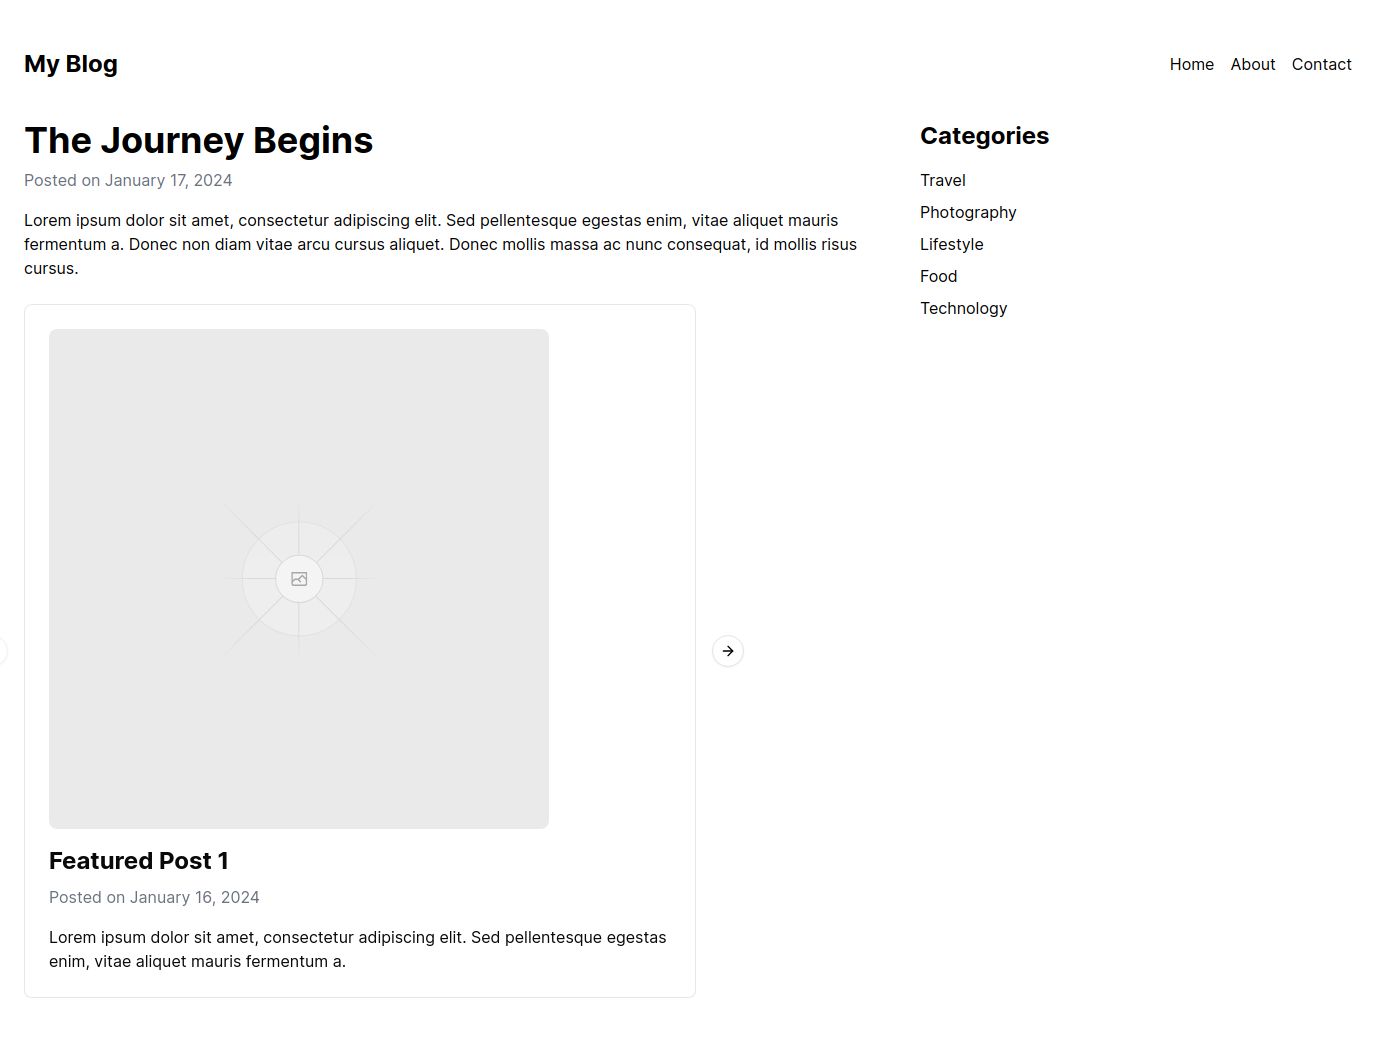 My Blog
Home About Contact
The Journey Begins
Posted on January 17, 2024
Lorem ipsum dolor sit amet, consectetur adipiscing elit. Sed pellentesque egestas enim, vitae aliquet mauris
fermentum a. Donec non diam vitae arcu cursus aliquet. Donec mollis massa ac nunc consequat, id mollis risus
cursus.
Featured Post 1
Posted on January 16, 2024
Lorem ipsum dolor sit amet, consectetur adipiscing elit. Sed pellentesque egestas
enim, vitae aliquet mauris fermentum a.
Categories
Travel
Photography
Lifestyle
Food
Technology